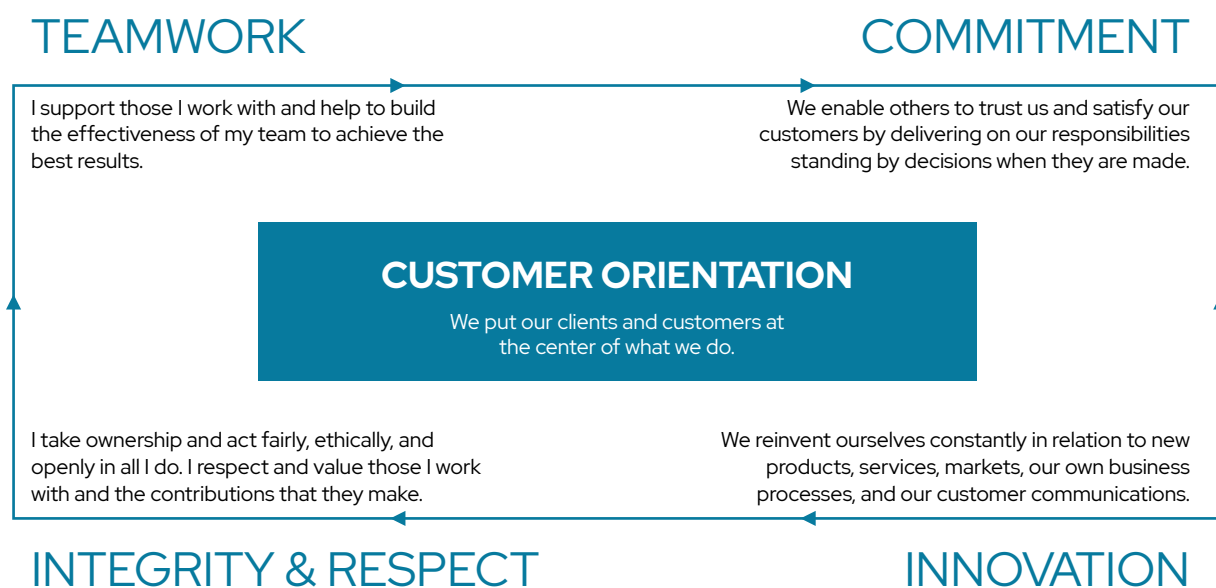 TEAMWORK
I support those I work with and help to build
the effectiveness of my team to achieve the
best results.
COMMITMENT
We enable others to trust us and satisfy our
customers by delivering on our responsibilities
standing by decisions when they are made.
CUSTOMER ORIENTATION
We put our clients and customers at
the center of what we do.
I take ownership and act fairly, ethically, and
openly in all I do. I respect and value those I work
with and the contributions that they make.
INTEGRITY & RESPECT
We reinvent ourselves constantly in relation to new
products, services, markets, our own business
processes, and our customer communications.
INNOVATION